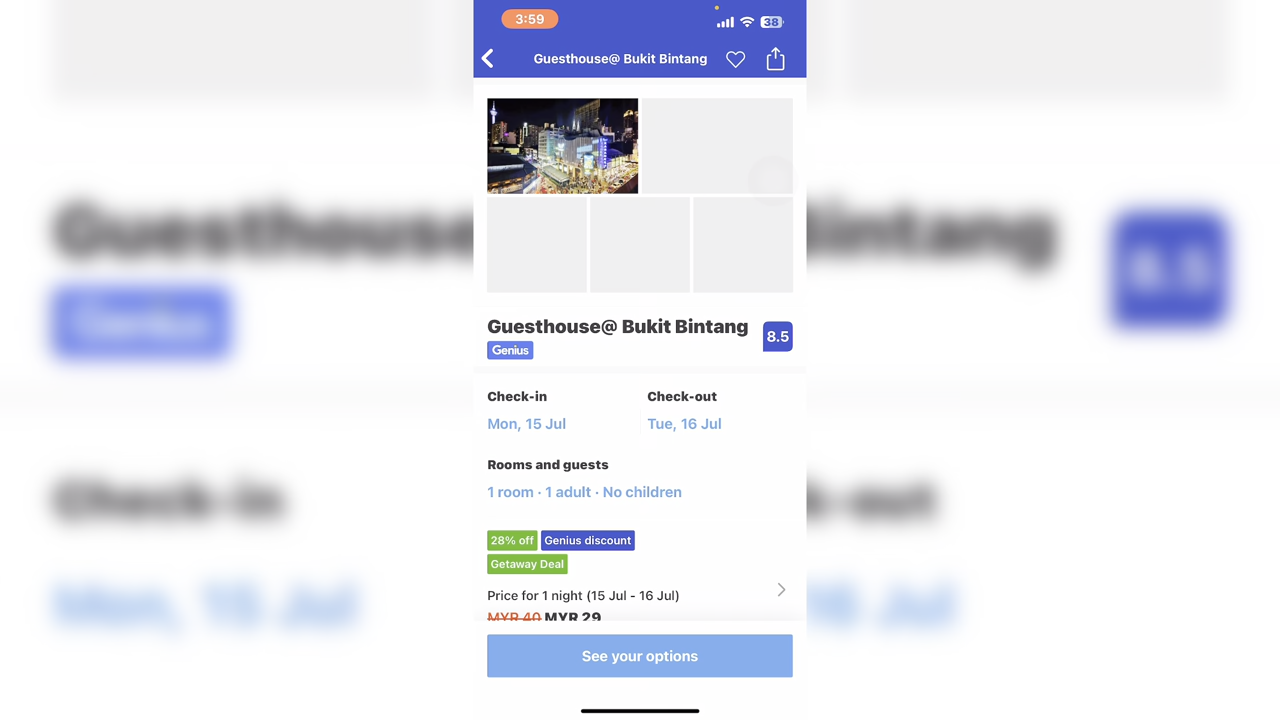 3:59
38
Guesthouse@ Bukit Bintang
Guesthouse@ Bukit Bintang
8.5
Genius
Check-in
Check-out
Mon, 15 Jul
Tue, 16 Jul
Rooms and guests
1 room · 1 adult · No children
28% off
Genius discount
Getaway Deal
Price for 1 night (15 Jul - 16 Jul)
MYR 40 MYR 29
See your options